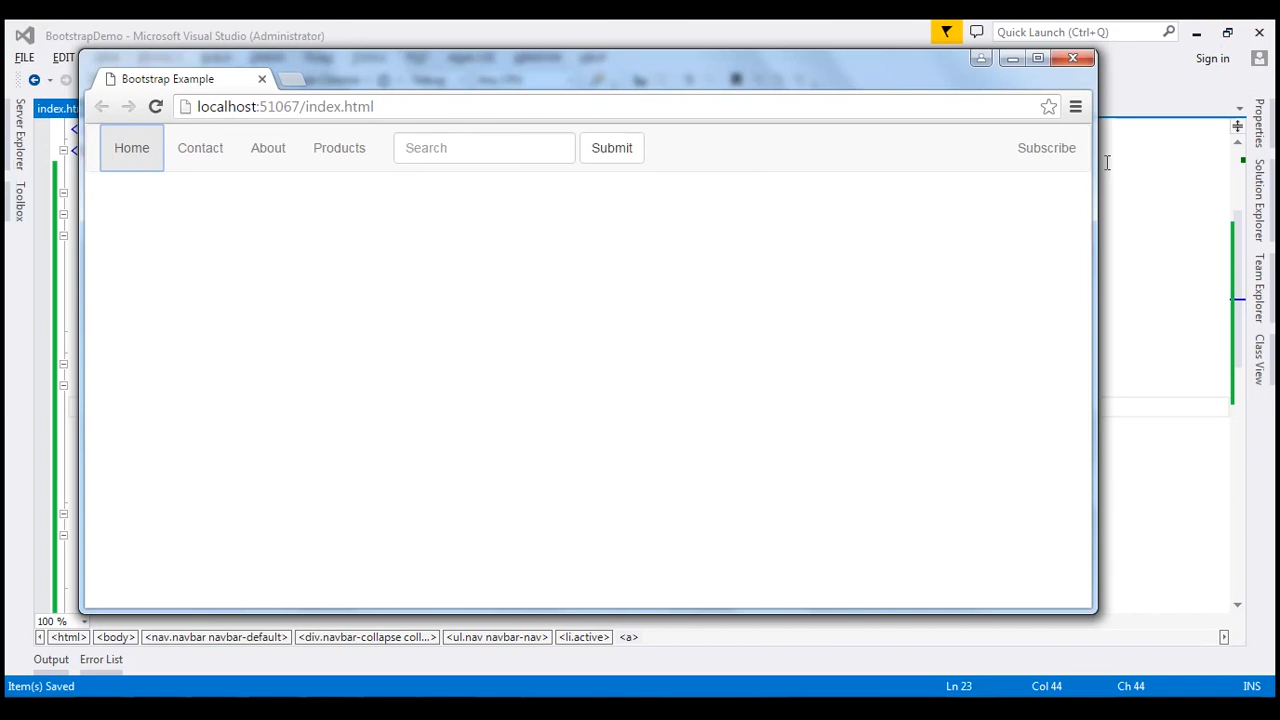 BootstrapDemo - Microsoft Visual Studio (Administrator)
Quick Launch (Ctrl+Q)
FILE EDIT
Sign in
Bootstrap Example
index.ht
localhost:51067/index.html
Home Contact About Products Search Submit Subscribe
Server Explorer
Toolbox
Properties
Solution Explorer
Team Explorer
Class View
100 %
<html> <body> <nav.navbar navbar-default> <div.navbar-collapse coll...> <ul.nav navbar-nav> <li.active> <a>
Output Error List
Item(s) Saved Ln 23 Col 44 Ch 44 INS